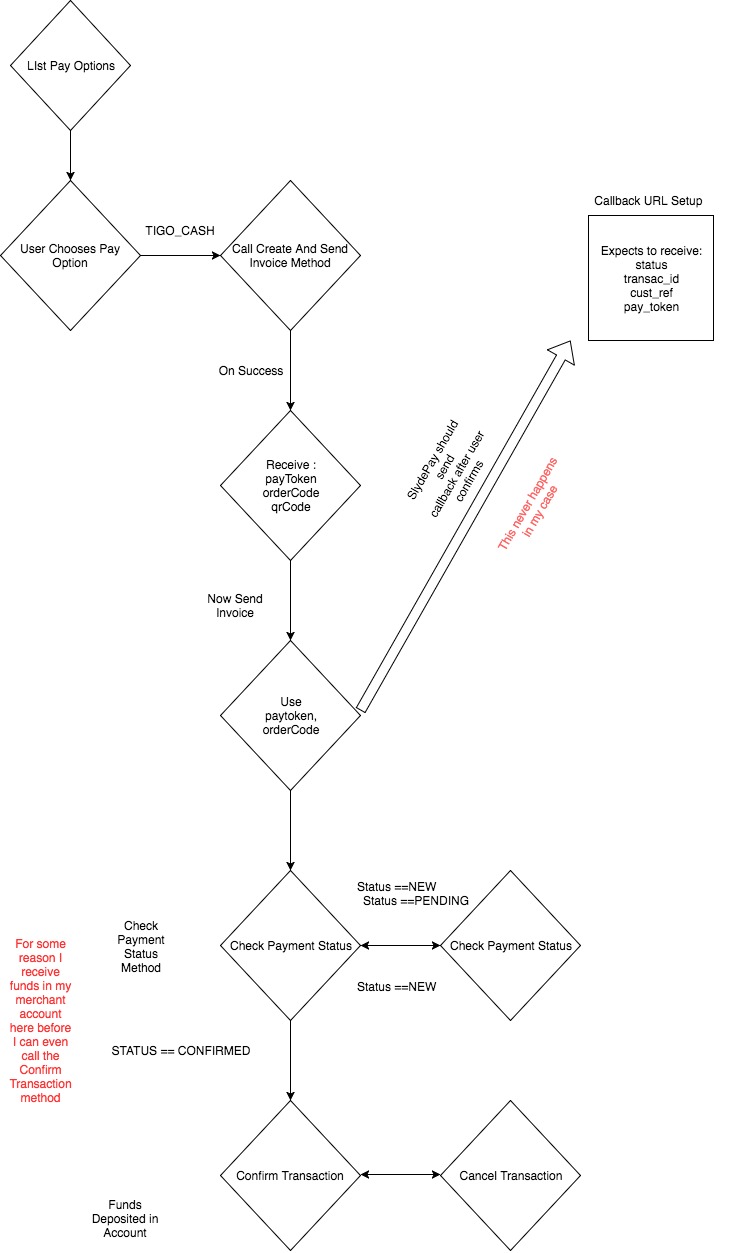 LIst Pay Options
User Chooses Pay
Option
TIGO_CASH
Call Create And Send
Invoice Method
Callback URL Setup
Expects to receive:
status
transac_id
cust_ref
pay_token
On Success
Receive :
payToken
orderCode
qrCode
SlydePay should
send
callback after user
confirms
This never happens
in my case
Now Send
Invoice
Use
paytoken,
orderCode
Status ==NEW
Status ==PENDING
Check
Payment
Status
Method
Check Payment Status
Check Payment Status
Status ==NEW
For some
reason I
receive
funds in my
merchant
account
here before
I can even
call the
Confirm
Transaction
method
STATUS == CONFIRMED
Confirm Transaction
Cancel Transaction
Funds
Deposited in
Account